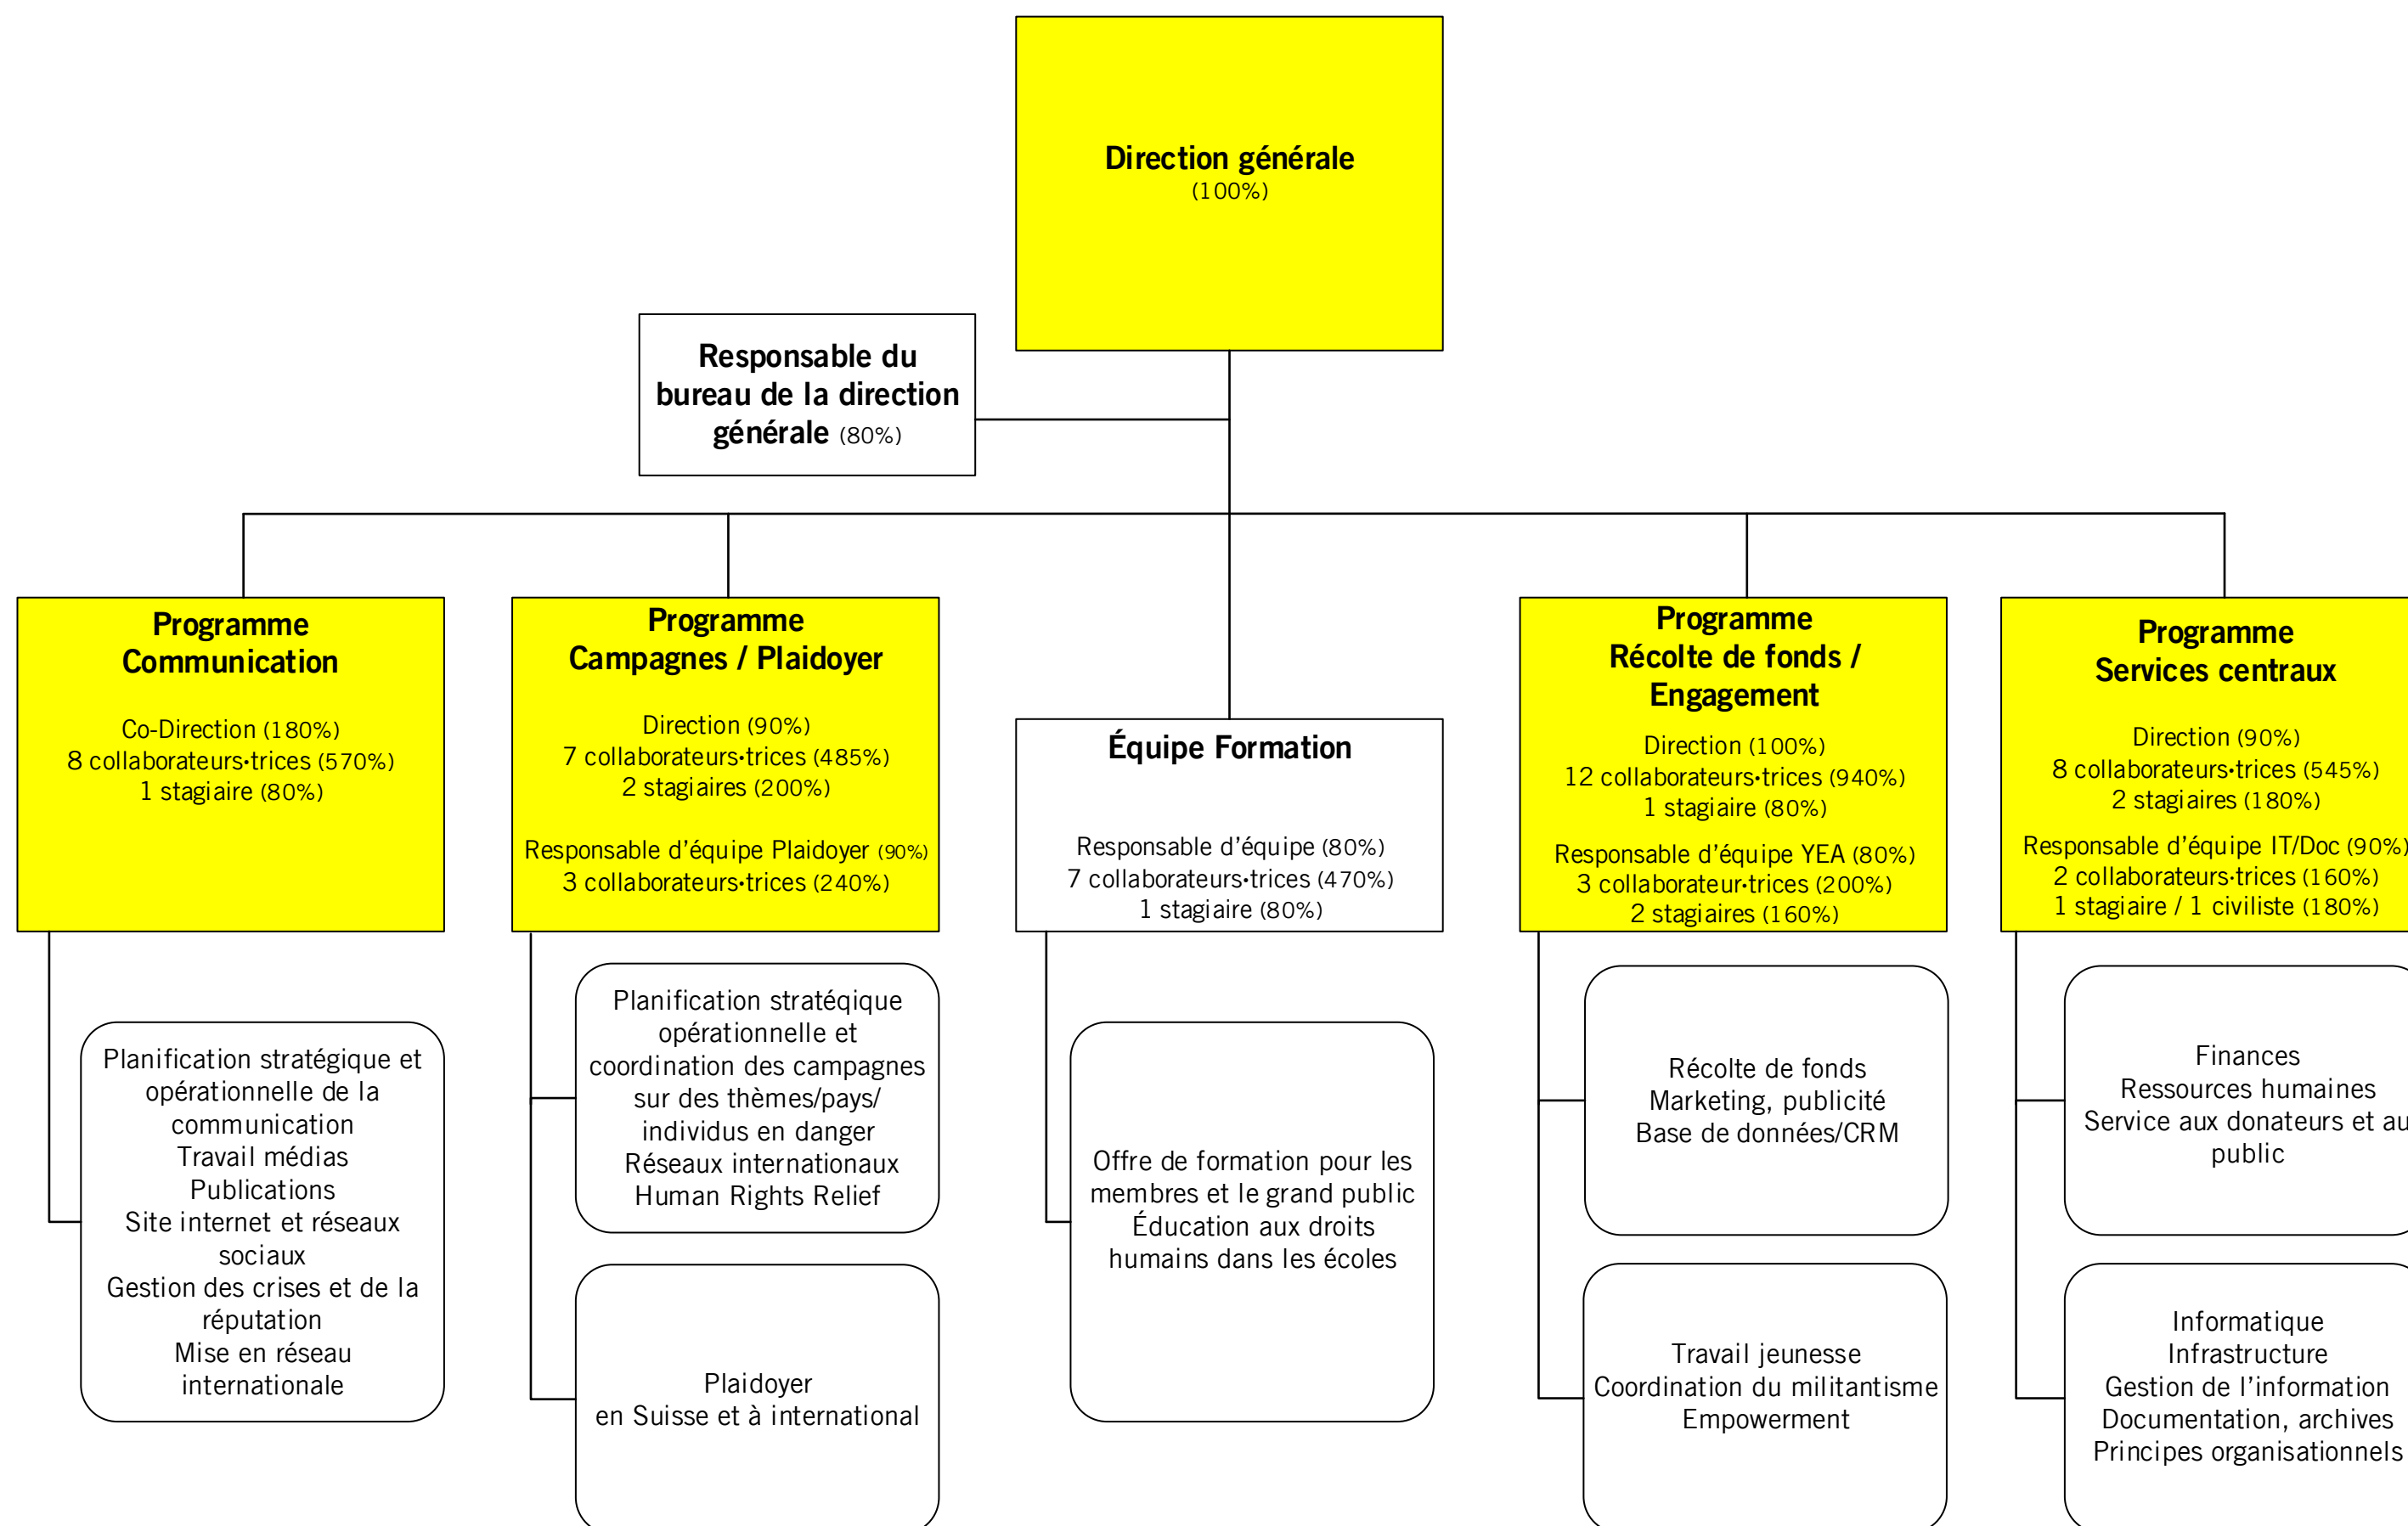 Direction générale
(100%)
Responsable du
bureau de la direction
générale (80%)
Programme
Communication
Co-Direction (180%)
8 collaborateurs•trices (570%)
1 stagiaire (80%)
Programme
Campagnes / Plaidoyer
Direction (90%)
7 collaborateurs•trices (485%)
2 stagiaires (200%)
Responsable d’équipe Plaidoyer (90%)
3 collaborateurs•trices (240%)
Équipe Formation
Responsable d’équipe (80%)
7 collaborateurs•trices (470%)
1 stagiaire (80%)
Programme
Récolte de fonds /
Engagement
Direction (100%)
12 collaborateurs•trices (940%)
1 stagiaire (80%)
Responsable d’équipe YEA (80%)
3 collaborateur•trices (200%)
2 stagiaires (160%)
Programme
Services centraux
Direction (90%)
8 collaborateurs•trices (545%)
2 stagiaires (180%)
Responsable d’équipe IT/Doc (90%)
2 collaborateurs•trices (160%)
1 stagiaire / 1 civiliste (180%)
Planification stratégique et
opérationnelle de la
communication
Travail médias
Publications
Site internet et réseaux
sociaux
Gestion des crises et de la
réputation
Mise en réseau
internationale
Planification stratéqique
opérationnelle et
coordination des campagnes
sur des thèmes/pays/
individus en danger
Réseaux internationaux
Human Rights Relief
Plaidoyer
en Suisse et à international
Offre de formation pour les
membres et le grand public
Éducation aux droits
humains dans les écoles
Récolte de fonds
Marketing, publicité
Base de données/CRM
Travail jeunesse
Coordination du militantisme
Empowerment
Finances
Ressources humaines
Service aux donateurs et au
public
Informatique
Infrastructure
Gestion de l’information
Documentation, archives
Principes organisationnels